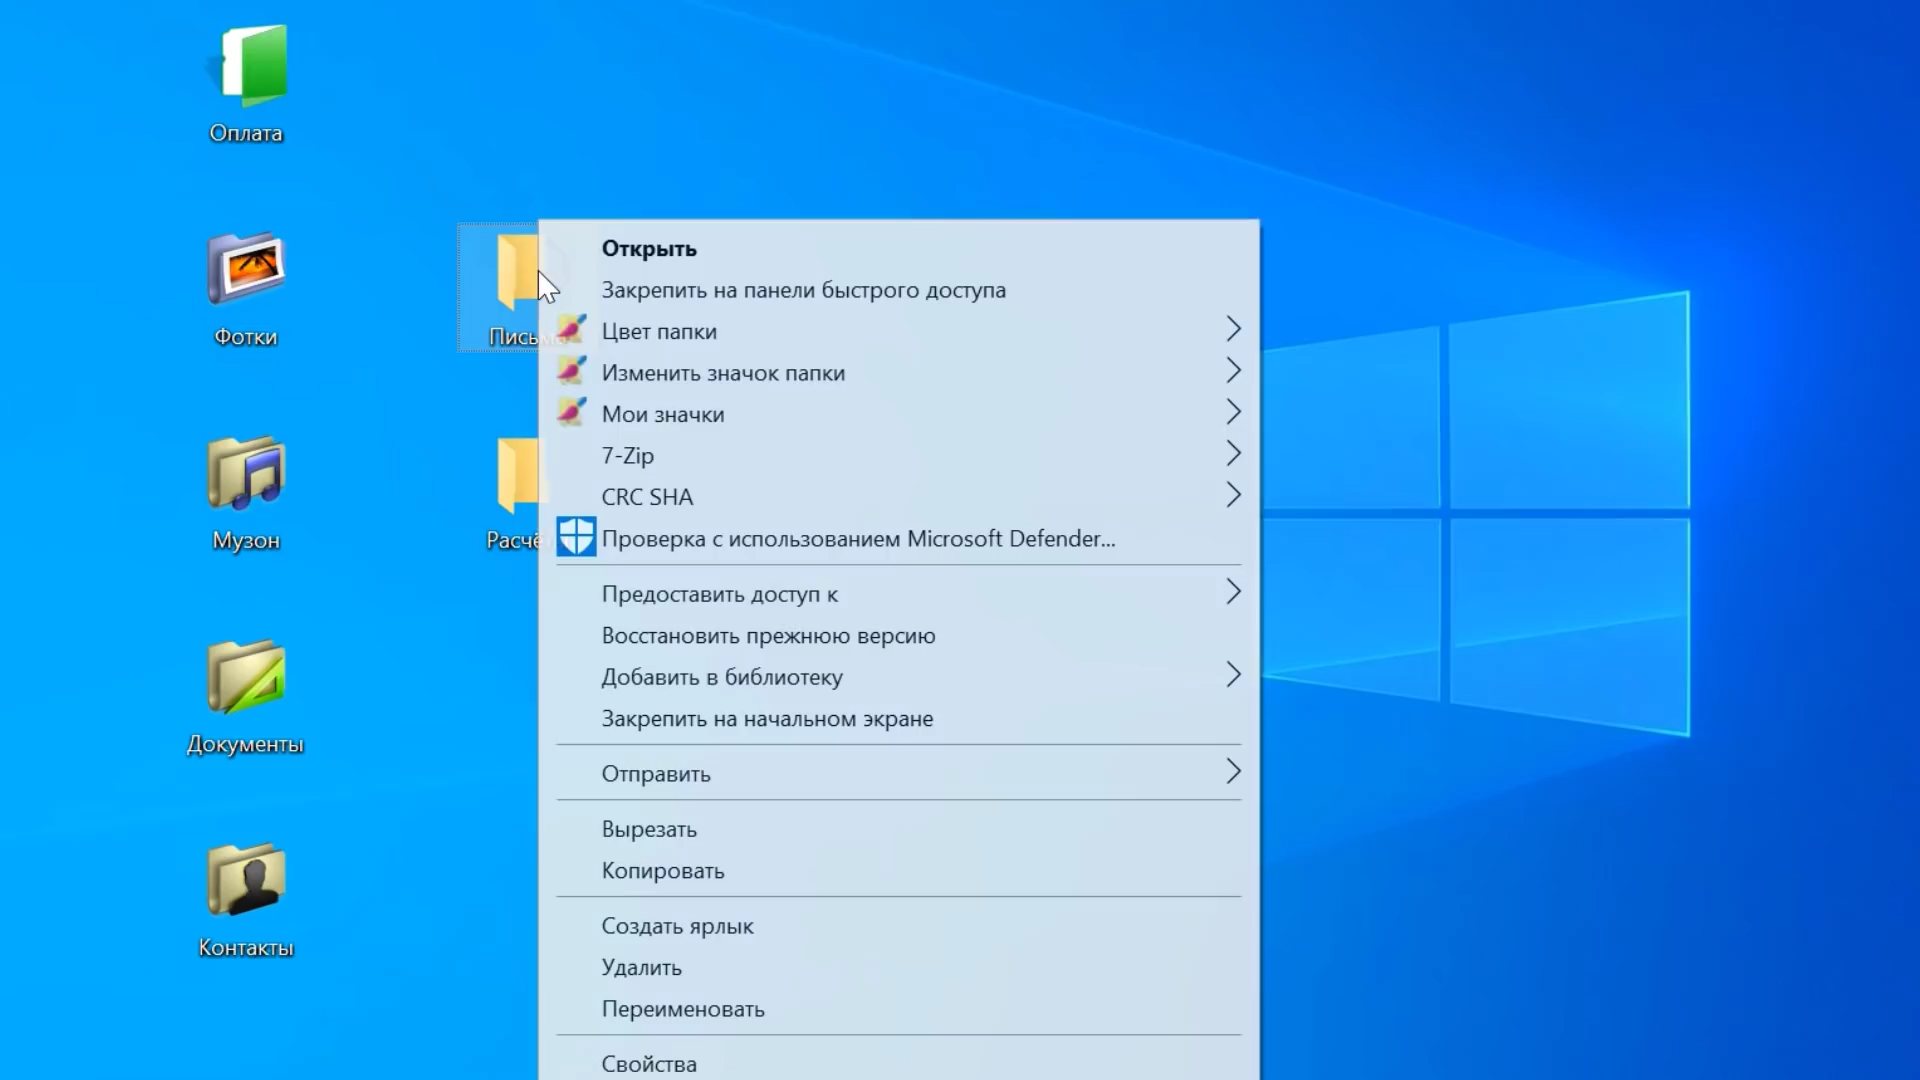 Оплата
Фотки
Музон
Документы
Контакты
Открыть
Закрепить на панели быстрого доступа
Цвет папки
Изменить значок папки
Мои значки
7-Zip
CRC SHA
Проверка с использованием Microsoft Defender...
Предоставить доступ к
Восстановить прежнюю версию
Добавить в библиотеку
Закрепить на начальном экране
Отправить
Вырезать
Копировать
Создать ярлык
Удалить
Переименовать
Свойства